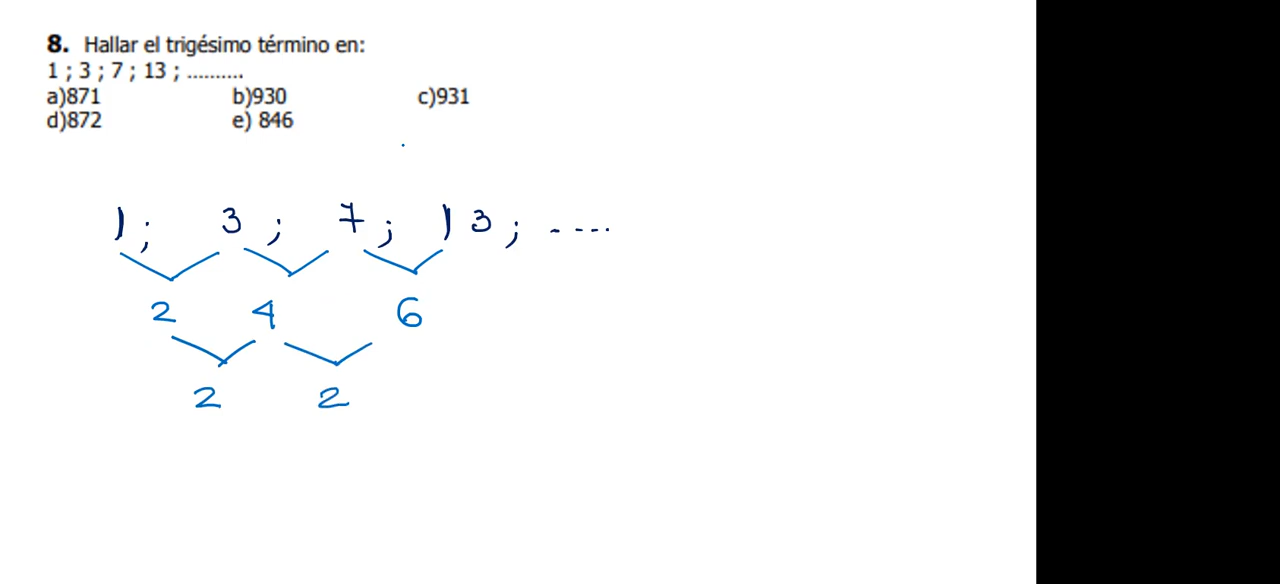 8. Hallar el trigésimo término en:
1 ; 3 ; 7 ; 13 ; ..........
a)871 b)930 c)931
d)872 e) 846
1; 3 ; 7 ; 13 ; ....
2 4 6
2 2